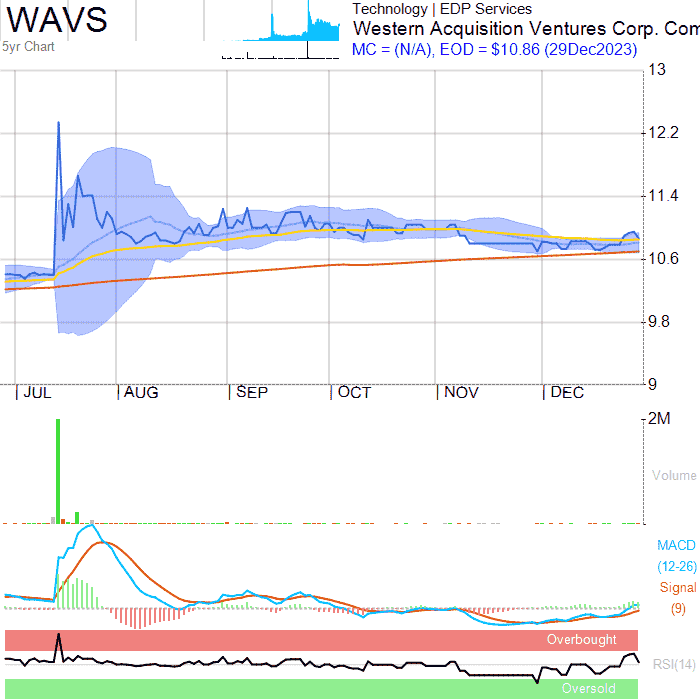 WAVS
5yr Chart
Technology | EDP Services
Western Acquisition Ventures Corp. Com
MC = (N/A), EOD = $10.86 (29Dec2023)
13
12.2
11.4
10.6
9.8
9
JUL AUG SEP OCT NOV DEC
2M
Volume
MACD
(12-26)
Signal
(9)
Overbought
RSI(14)
Oversold